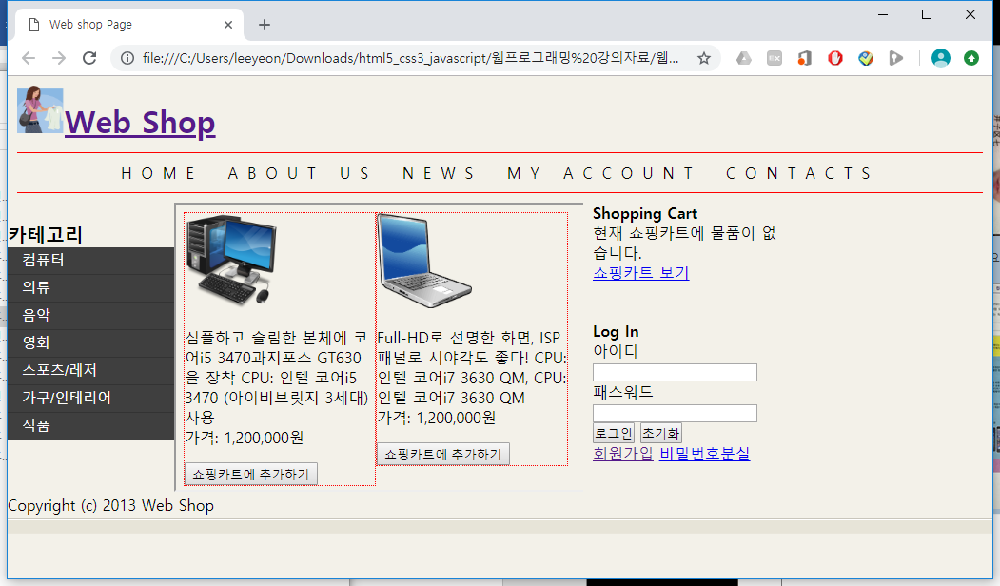 Web shop Page
file:///C:/Users/leeyeon/Downloads/html5_css3_javascript/웹프로그래밍%20강의자료/웹...
Web Shop
HOME ABOUT US NEWS MY ACCOUNT CONTACTS
카테고리
컴퓨터
의류
음악
영화
스포츠/레저
가구/인테리어
식품
심플하고 슬림한 본체에 코
어i5 3470과지포스 GT630
을 장착 CPU: 인텔 코어i5
3470 (아이비브릿지 3세대)
사용
가격: 1,200,000원
쇼핑카트에 추가하기
Full-HD로 선명한 화면, ISP
패널로 시야각도 좋다! CPU:
인텔 코어i7 3630 QM, CPU:
인텔 코어i7 3630 QM
가격: 1,200,000원
쇼핑카트에 추가하기
Shopping Cart
현재 쇼핑카트에 물품이 없
습니다.
쇼핑카트 보기
Log In
아이디
패스워드
로그인 초기화
회원가입 비밀번호분실
Copyright (c) 2013 Web Shop